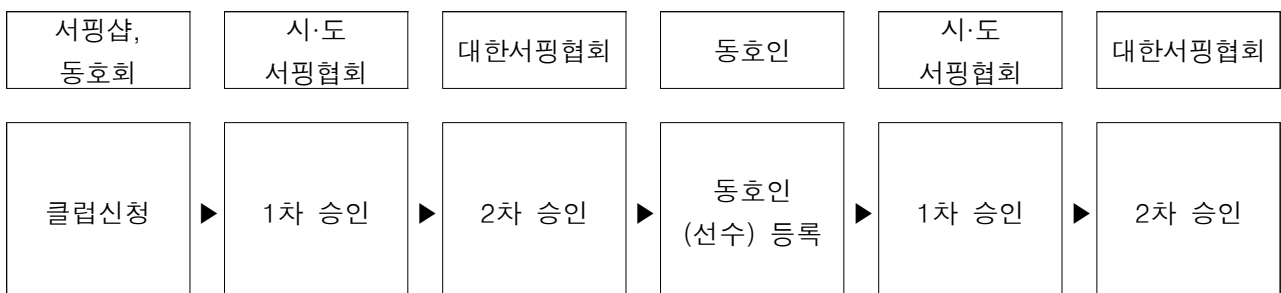 서핑샵,
동호회
시·도
서핑협회
대한서핑협회
동호인
시·도
서핑협회
대한서핑협회
클럽신청 ▶ 1차 승인 ▶ 2차 승인 ▶ 동호인
(선수) 등록 ▶ 1차 승인 ▶ 2차 승인